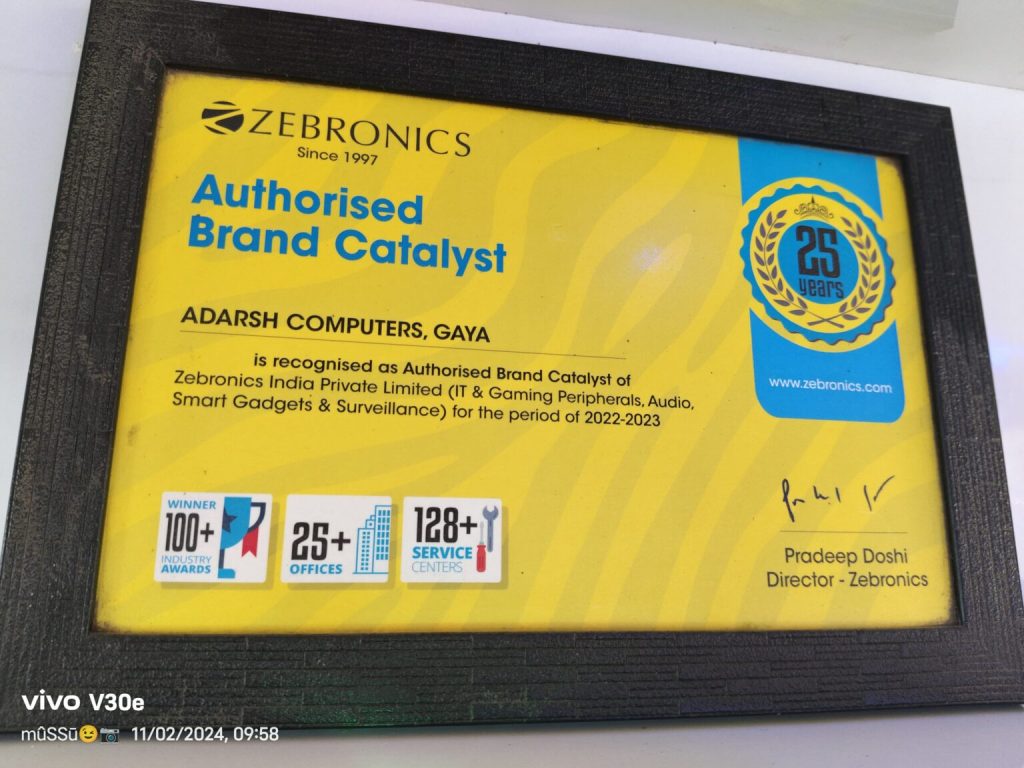 ZEBRONICS
Since 1997
Authorised
Brand Catalyst
25
years
www.zebronics.com
ADARSH COMPUTERS, GAYA
is recognised as Authorised Brand Catalyst of
Zebronics India Private Limited (IT & Gaming Peripherals, Audio,
Smart Gadgets & Surveillance) for the period of 2022-2023
WINNER
100+
INDUSTRY
AWARDS
25+
OFFICES
128+
SERVICE
CENTERS
Pradeep Doshi
Director - Zebronics
vivo V30e
mûSSū😉📷 11/02/2024, 09:58